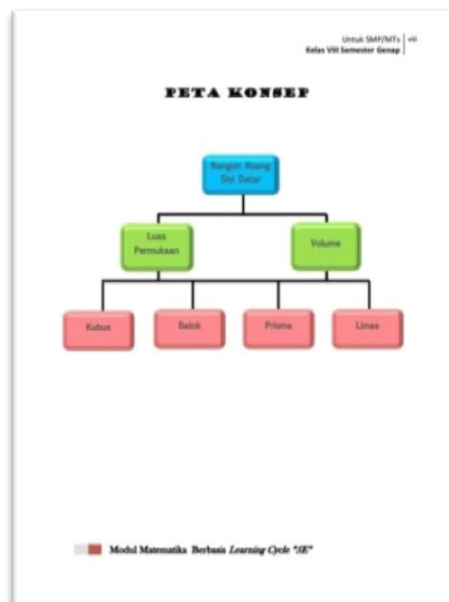 Untuk SMP/MTs | viii
Kelas VIII Semester Genap
PETA KONSEP
Bangun Ruang
Sisi Datar
Luas
Permukaan
Volume
Kubus
Balok
Prisma
Limas
Modul Matematika Berbasis Learning Cycle "5E"